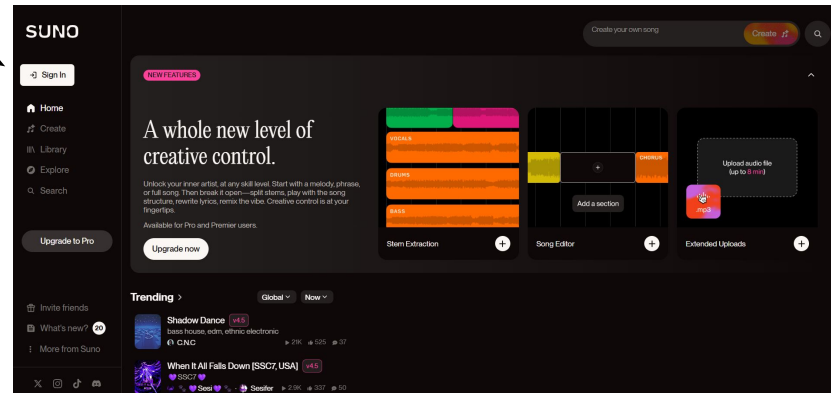 SUNO
Sign In
Home
Create
Library
Explore
Search
Upgrade to Pro
Invite friends
What's new? 20
More from Suno
Create your own song
Create
NEW FEATURES
A whole new level of
creative control.
Unlock your inner artist, at any skill level. Start with a melody, phrase,
or full song. Then break it open—split stems, play with the song
structure, rewrite lyrics, remix the vibe. Creative control is at your
fingertips.
Available for Pro and Premier users.
Upgrade now
VOCALS
DRUMS
BASS
Stem Extraction
CHORUS
Add a section
Song Editor
Upload audio file
(up to 8 min)
.mp3
Extended Uploads
Trending
Global
Now
Shadow Dance v4.5
bass house, edm, ethnic electronic
C.N.C
21K 525 37
When It All Falls Down [SSC7, USA] v4.5
SSC7
Sesi - Sesifer 2.9K 337 50